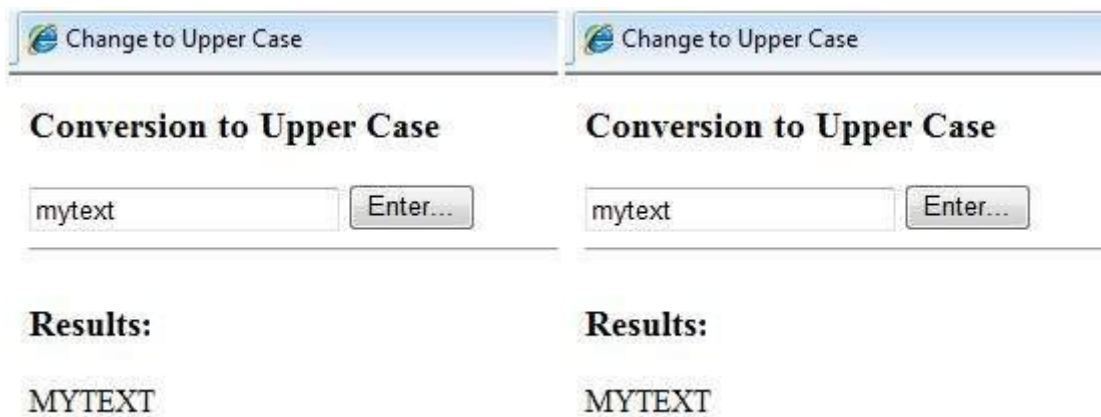 Change to Upper Case
Conversion to Upper Case
mytext Enter...
Results:
MYTEXT
Change to Upper Case
Conversion to Upper Case
mytext Enter...
Results:
MYTEXT